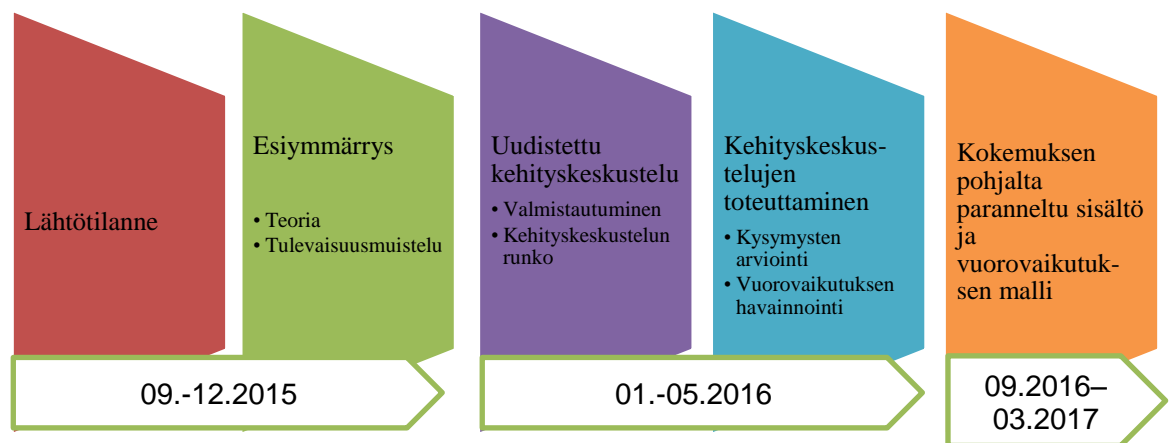 Lähtötilanne
Esiymmärrys
• Teoria
• Tulevaisuusmuistelu
Uudistettu
kehityskeskustelu
• Valmistautuminen
• Kehityskeskustelun
runko
Kehityskeskus-
telujen
toteuttaminen
• Kysymysten
arviointi
• Vuorovaikutuksen
havainnointi
Kokemuksen
pohjalta
paranneltu sisältö
ja
vuorovaikutuk-
sen malli
09.-12.2015
01.-05.2016
09.2016–
03.2017